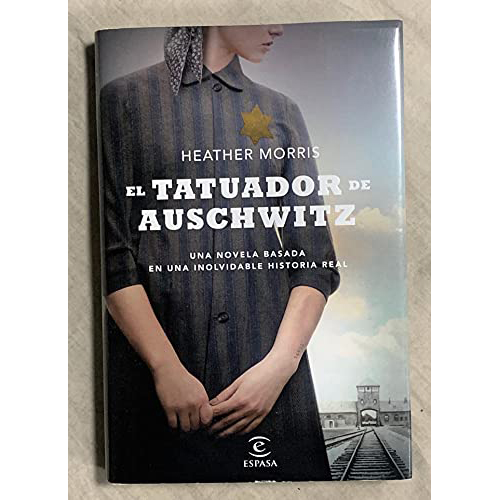 HEATHER MORRIS
EL TATUADOR DE
AUSCHWITZ
UNA NOVELA BASADA
EN UNA INOLVIDABLE HISTORIA REAL
e
ESPASA